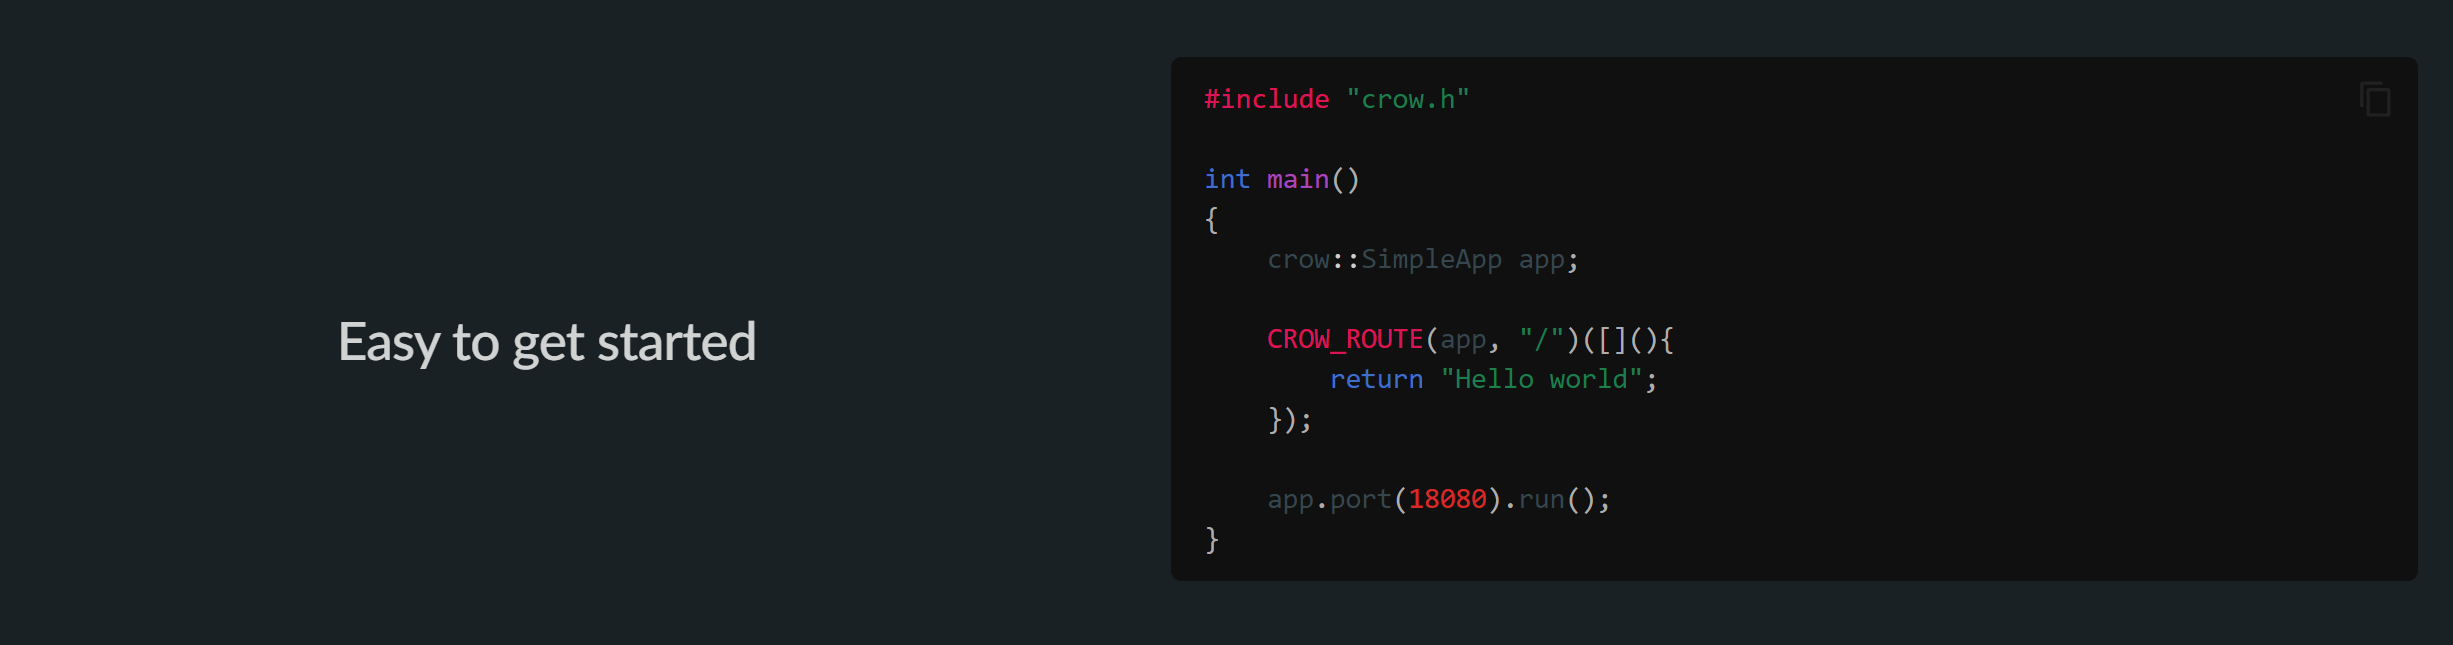 Easy to get started
#include "crow.h"
int main()
{
    crow::SimpleApp app;
    CROW_ROUTE(app, "/")([](){
        return "Hello world";
    });
    app.port(18080).run();
}